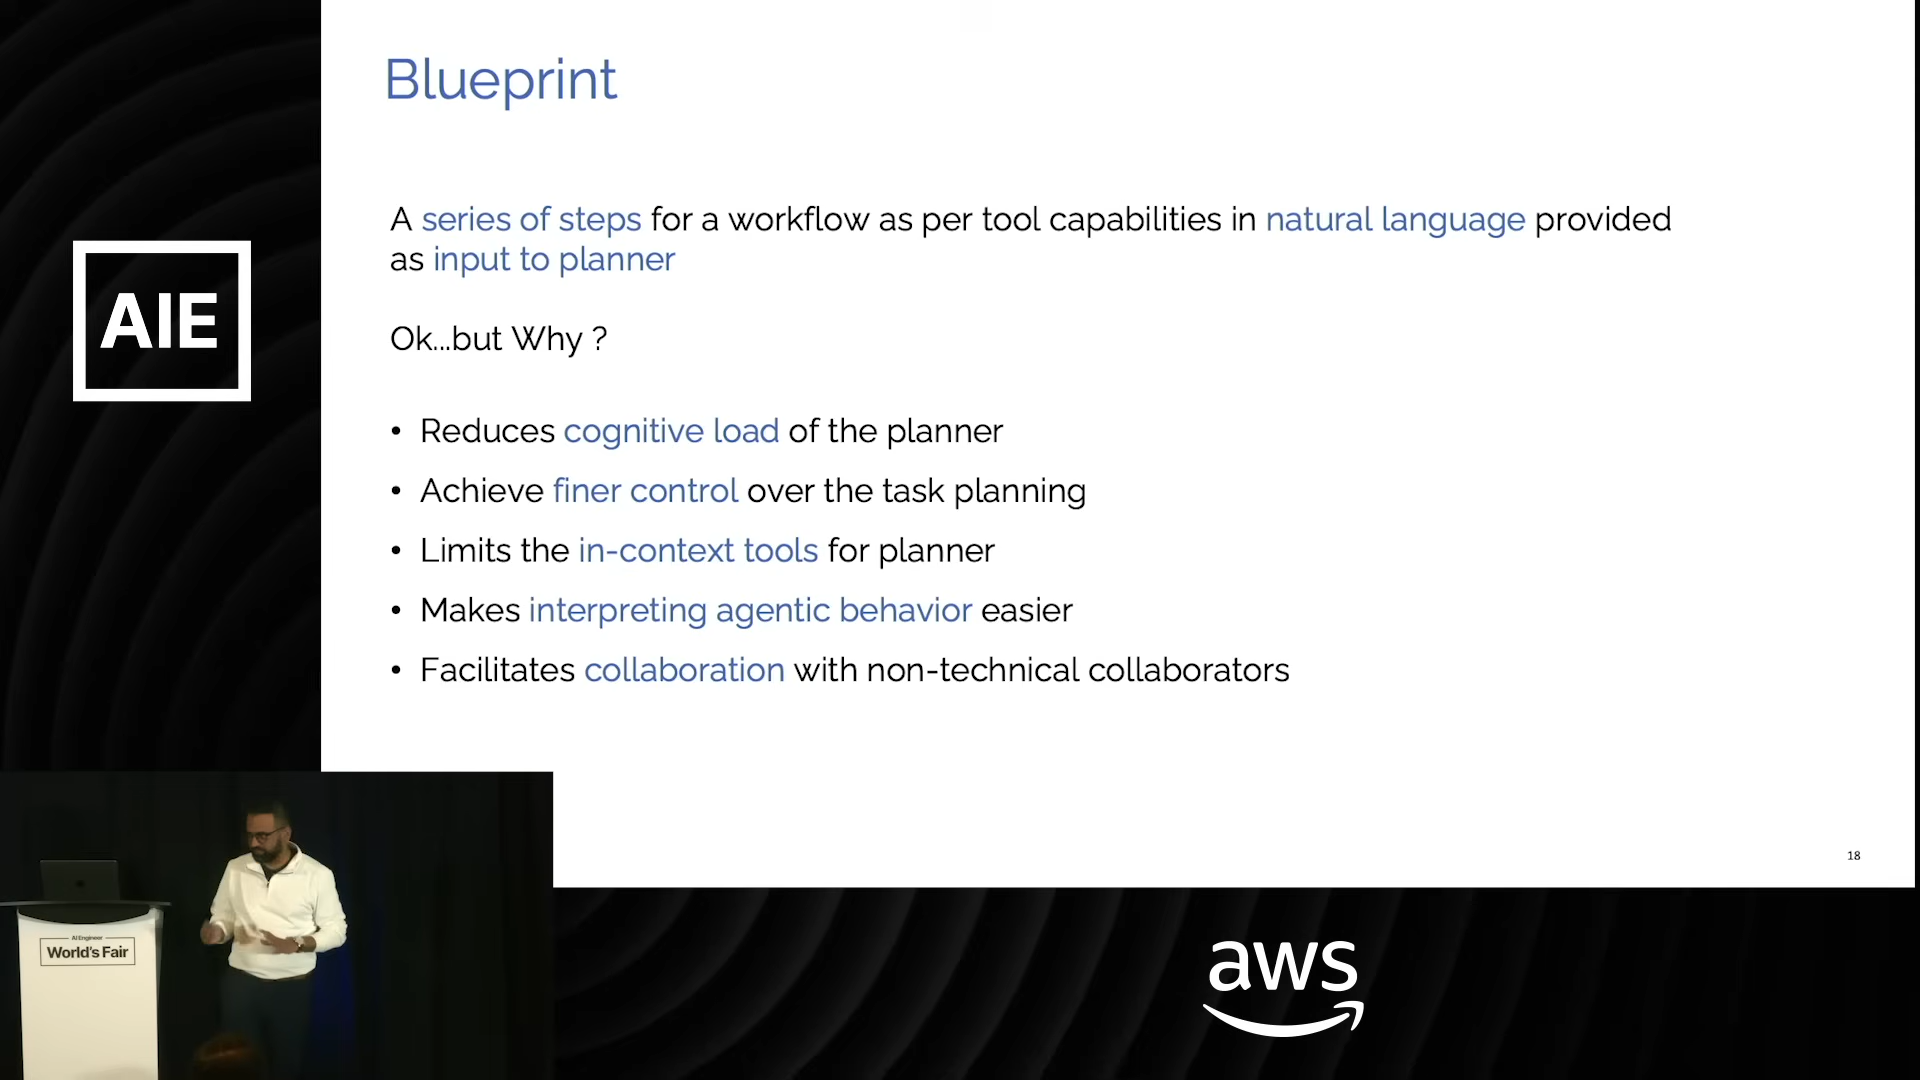 Blueprint
A series of steps for a workflow as per tool capabilities in natural language provided
as input to planner
Ok...but Why ?
• Reduces cognitive load of the planner
• Achieve finer control over the task planning
• Limits the in-context tools for planner
• Makes interpreting agentic behavior easier
• Facilitates collaboration with non-technical collaborators
18
AIE
AI Engineer
World's Fair
aws